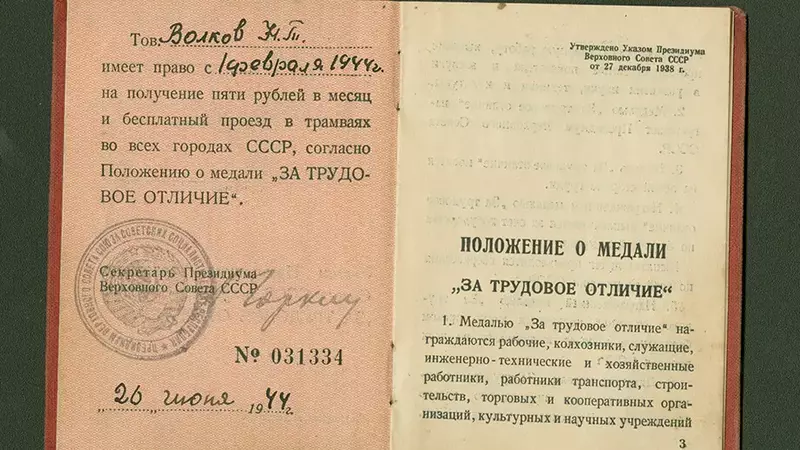 Тов. Волков Н.Т.
имеет право с 1 февраля 1944 г.
на получение пяти рублей в месяц
и бесплатный проезд в трамваях
во всех городах СССР, согласно
Положению о медали „ЗА ТРУДО-
ВОЕ ОТЛИЧИЕ“.
Секретарь Президиума
Верховного Совета СССР
Горкин
№ 031334
„26 июня 1944 г.
Утверждено Указом Президиума
Верховного Совета СССР
от 27 декабря 1938 г.
ПОЛОЖЕНИЕ О МЕДАЛИ
„ЗА ТРУДОВОЕ ОТЛИЧИЕ“
1. Медалью „За трудовое отличие“ на-
граждаются рабочие, колхозники, служащие,
инженерно-технические и хозяйственные
работники, работники транспорта, строи-
тельств, торговых и кооперативных орга-
низаций, культурных и научных учреждений
3